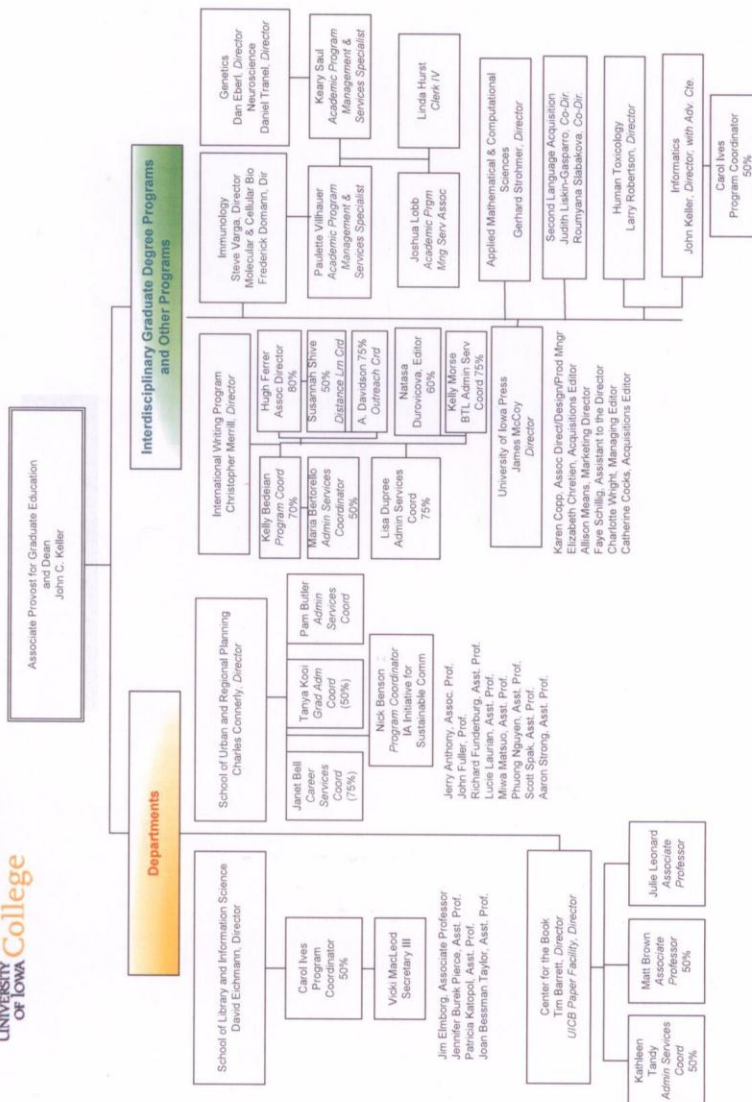 UNIVERSITY
OF IOWA College
Associate Provost for Graduate Education
and Dean
John C. Keller
Departments
School of Library and Information Science
David Eichmann, Director
Carol Ives
Program
Coordinator
50%
Vicki MacLeod
Secretary III
Jim Elmborg, Associate Professor
Jennifer Burek Pierce, Asst. Prof.
Patricia Katopol, Asst. Prof.
Joan Bessman Taylor, Asst. Prof.
School of Urban and Regional Planning
Charles Connerly, Director
Janet Bell
Career
Services
Coord
(75%)
Tanya Kooi
Grad Adm
Coord
(50%)
Pam Butler
Admin
Services
Coord
Nick Benson
Program Coordinator
IA Initiative for
Sustainable Comm
Jerry Anthony, Assoc. Prof.
John Fuller, Prof.
Richard Funderburg, Asst. Prof.
Lucie Laurian, Asst. Prof.
Miwa Matsuo, Asst. Prof.
Phuong Nguyen, Asst. Prof.
Scott Spak, Asst. Prof.
Aaron Strong, Asst. Prof.
Center for the Book
Tim Barrett, Director
UICB Paper Facility, Director
Kathleen
Tandy
Admin Services
Coord
50%
Matt Brown
Associate
Professor
50%
Julie Leonard
Associate
Professor
Interdisciplinary Graduate Degree Programs
and Other Programs
International Writing Program
Christopher Merrill, Director
Kelly Bedeian
Program Coord
70%
Hugh Ferrer
Assoc Director
80%
Maria Bertorello
Admin Services
Coordinator
50%
Susannah Shive
50%
Distance Lrn Crd
A. Davidson 75%
Outreach Crd
Lisa Dupree
Admin Services
Coord
75%
Natasa
Durovicova, Editor
60%
Kelly Morse
BTL Admin Serv
Coord 75%
University of Iowa Press
James McCoy
Director
Karen Copp, Assoc Direct/Design/Prod Mngr
Elizabeth Chretien, Acquisitions Editor
Allison Means, Marketing Director
Faye Schillig, Assistant to the Director
Charlotte Wright, Managing Editor
Catherine Cocks, Acquisitions Editor
Immunology
Steve Varga, Director
Molecular & Cellular Bio
Frederick Domann, Dir
Genetics
Dan Eberl, Director
Neuroscience
Daniel Tranel, Director
Paulette Villhauer
Academic Program
Management &
Services Specialist
Keary Saul
Academic Program
Management &
Services Specialist
Joshua Lobb
Academic Prgm
Mng Serv Assoc
Linda Hurst
Clerk IV
Applied Mathematical & Computational
Sciences
Gerhard Strohmer, Director
Second Language Acquisition
Judith Liskin-Gasparro, Co-Dir.
Roumyana Slabakova, Co-Dir.
Human Toxicology
Larry Robertson, Director
Informatics
John Keller, Director, with Adv. Cte.
Carol Ives
Program Coordinator
50%